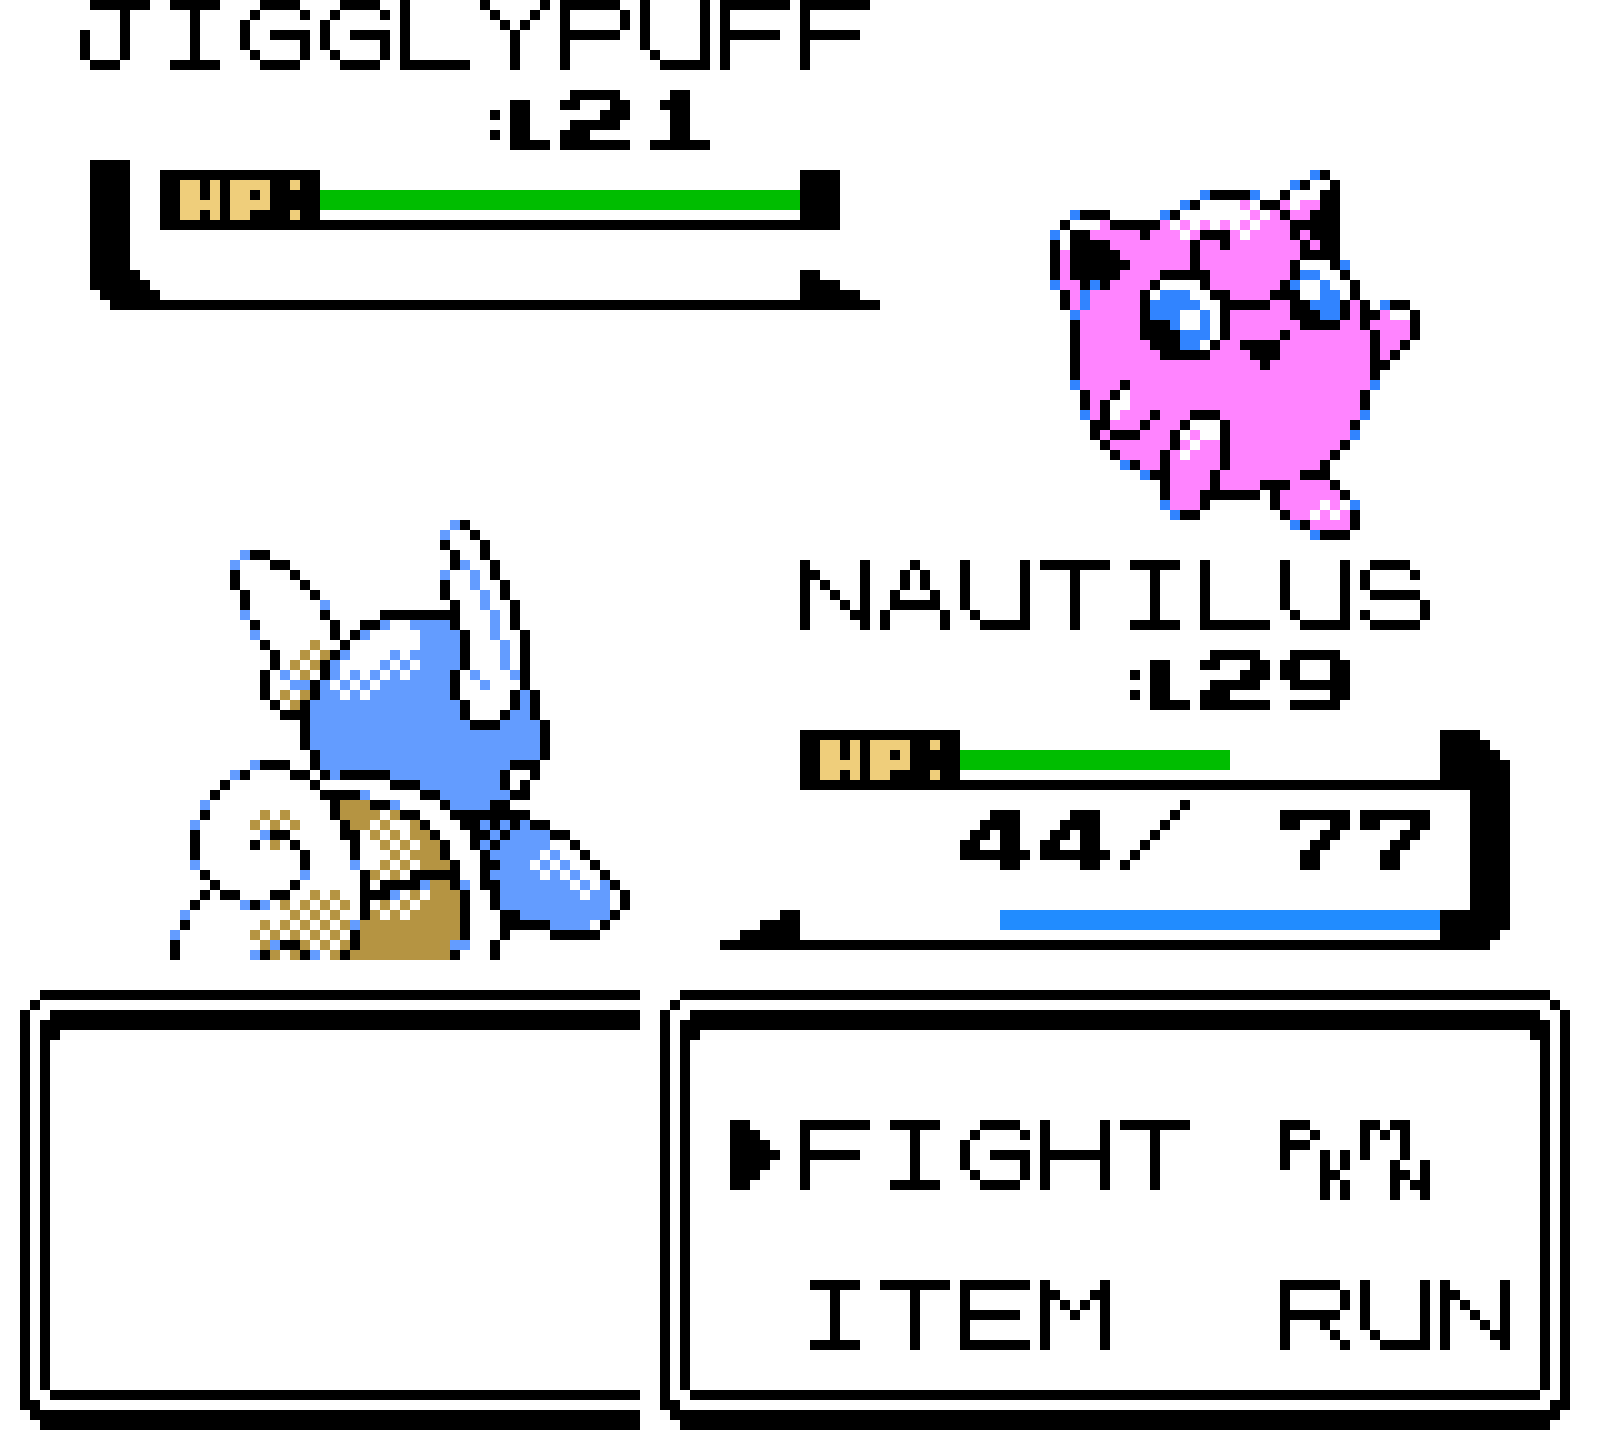 JIGGLYPUFF
:L21
HP:
NAUTILUS
:L29
HP:
44/ 77
FIGHT PKMN
ITEM RUN